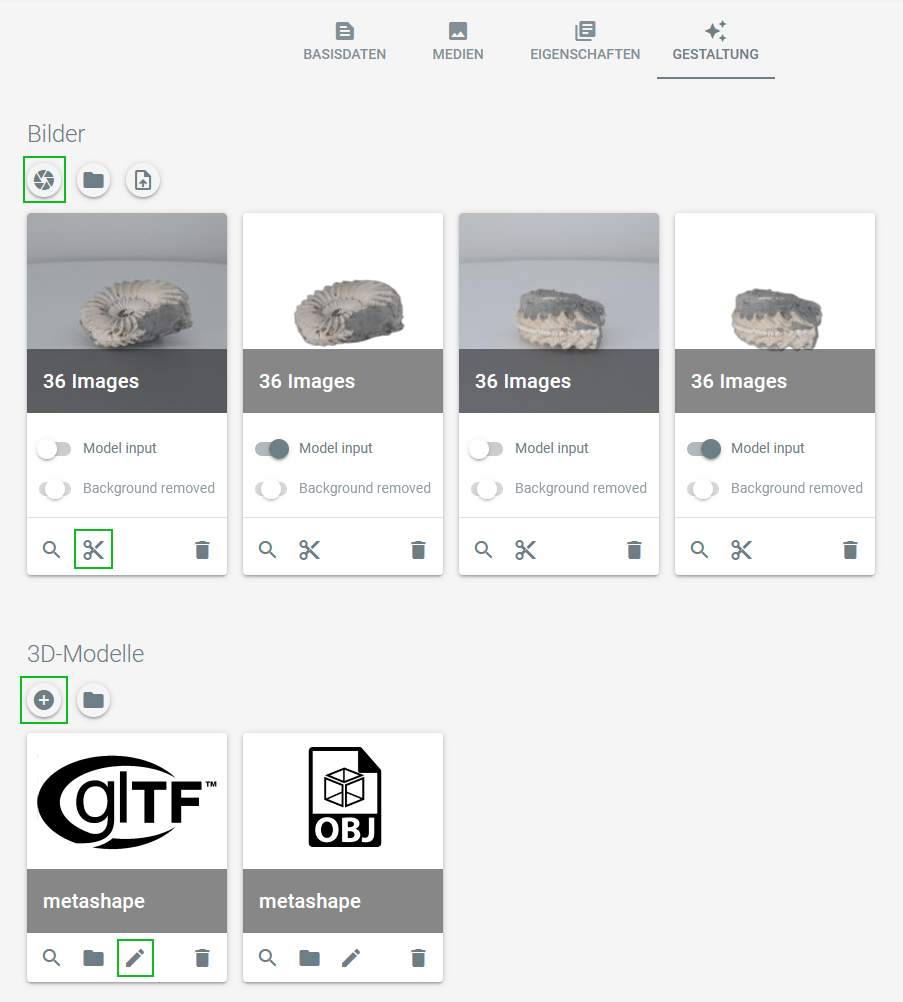 BASISDATEN MEDIEN EIGENSCHAFTEN GESTALTUNG
Bilder
36 Images 36 Images 36 Images 36 Images
Model input Model input Model input Model input
Background removed Background removed Background removed Background removed
3D-Modelle
glTF™ OBJ
metashape metashape